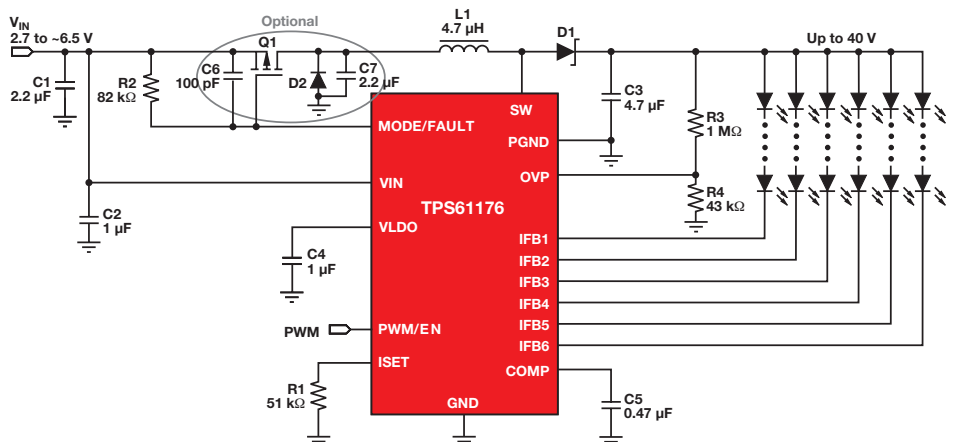 V_IN
2.7 to ~6.5 V
Optional
Q1
L1
4.7 µH
D1
Up to 40 V
C1
2.2 µF
R2
82 kΩ
C6
100 pF
D2
C7
2.2 µF
C3
4.7 µF
R3
1 MΩ
R4
43 kΩ
C2
1 µF
C4
1 µF
PWM
R1
51 kΩ
C5
0.47 µF
TPS61176
MODE/FAULT
VIN
VLDO
PWM/EN
ISET
GND
SW
PGND
OVP
IFB1
IFB2
IFB3
IFB4
IFB5
IFB6
COMP